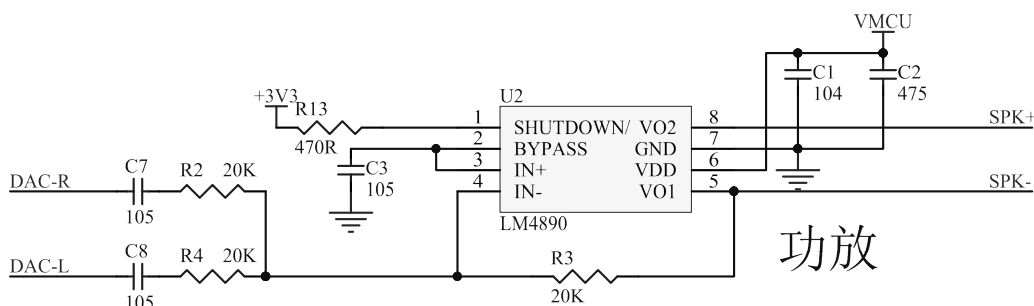 VMCU
C1
104
C2
475
+3V3
R13
470R
U2
1 SHUTDOWN/ VO2 8
2 BYPASS GND 7
3 IN+ VDD 6
4 IN- VO1 5
LM4890
SPK+
SPK-
C3
105
DAC-R
C7
105
R2 20K
DAC-L
C8
105
R4 20K
R3
20K
功放